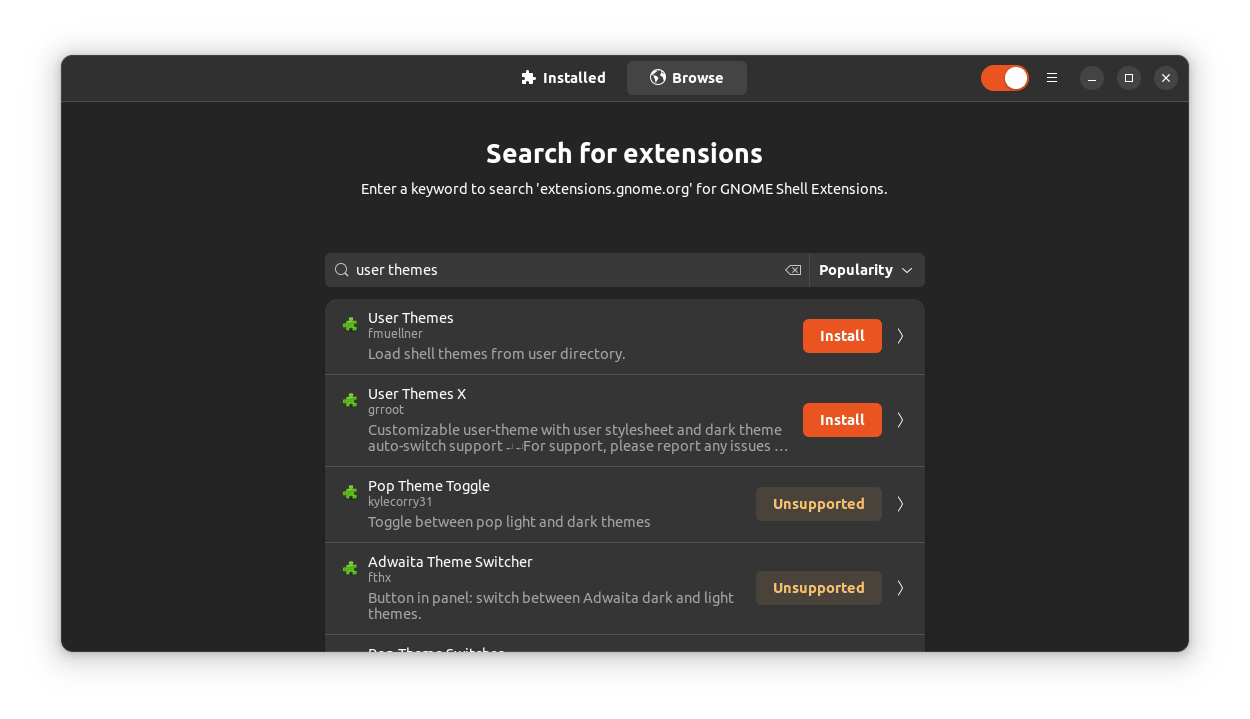 Installed
Browse
Search for extensions
Enter a keyword to search 'extensions.gnome.org' for GNOME Shell Extensions.
user themes
Popularity
User Themes
fmuellner
Load shell themes from user directory.
Install
User Themes X
grroot
Customizable user-theme with user stylesheet and dark theme
auto-switch support ↵↵For support, please report any issues …
Install
Pop Theme Toggle
kylecorry31
Toggle between pop light and dark themes
Unsupported
Adwaita Theme Switcher
fthx
Button in panel: switch between Adwaita dark and light
themes.
Unsupported
Pop Theme Switcher